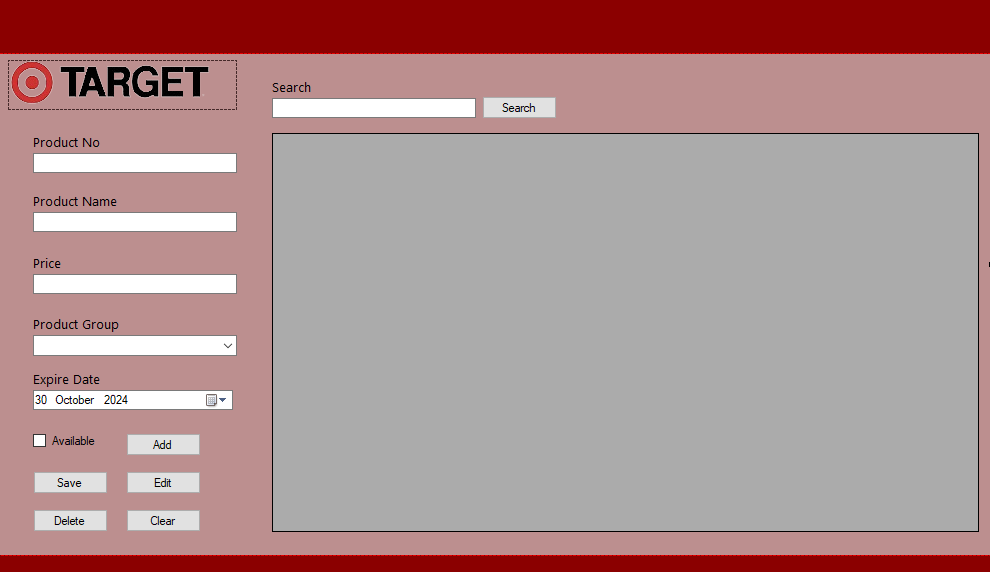 TARGET
Search
Search
Product No
Product Name
Price
Product Group
Expire Date
30 October 2024
Available
Add
Save
Edit
Delete
Clear